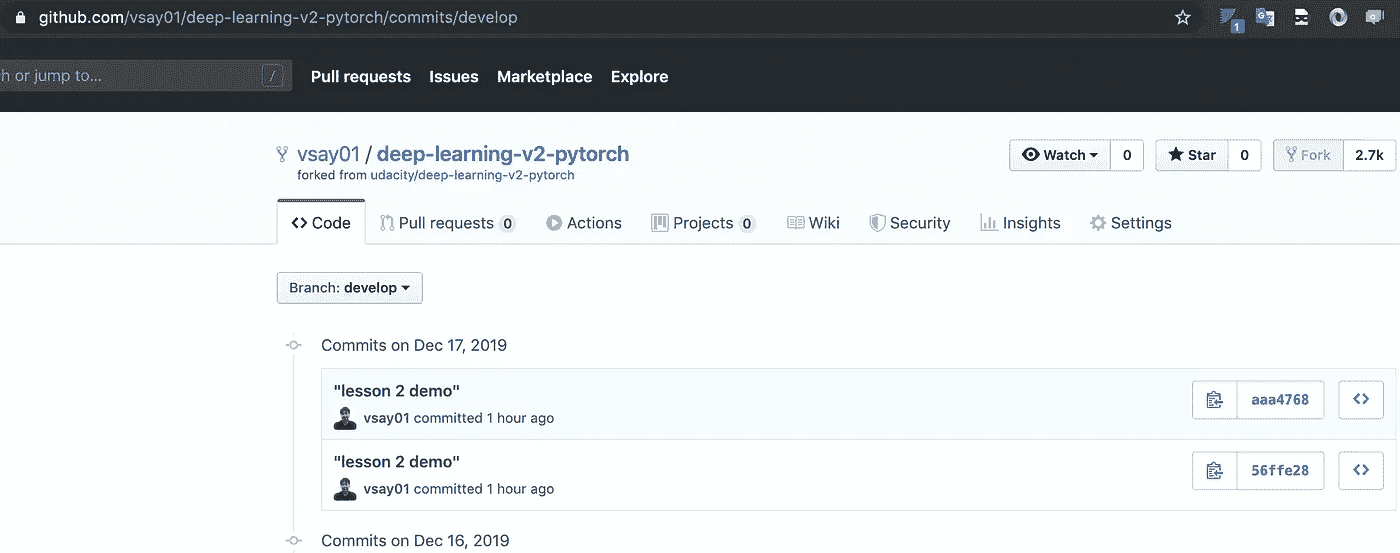 github.com/vsay01/deep-learning-v2-pytorch/commits/develop
1
h or jump to... / Pull requests Issues Marketplace Explore
vsay01 / deep-learning-v2-pytorch Watch 0 Star 0 Fork 2.7k
forked from udacity/deep-learning-v2-pytorch
<> Code Pull requests 0 Actions Projects 0 Wiki Security Insights Settings
Branch: develop
Commits on Dec 17, 2019
"lesson 2 demo"
aaa4768 <>
vsay01 committed 1 hour ago
"lesson 2 demo"
56ffe28 <>
vsay01 committed 1 hour ago
Commits on Dec 16, 2019